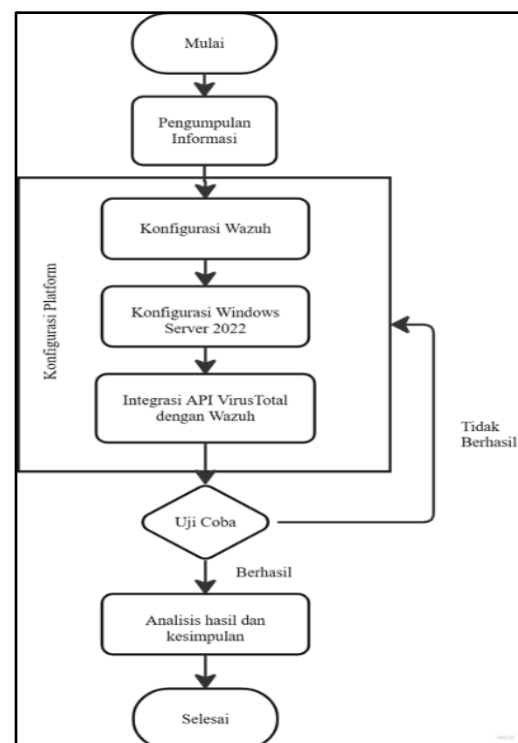 Mulai
Pengumpulan
Informasi
Konfigurasi Platform
Konfigurasi Wazuh
Konfigurasi Windows
Server 2022
Integrasi API VirusTotal
dengan Wazuh
Tidak
Berhasil
Uji Coba
Berhasil
Analisis hasil dan
kesimpulan
Selesai
miro